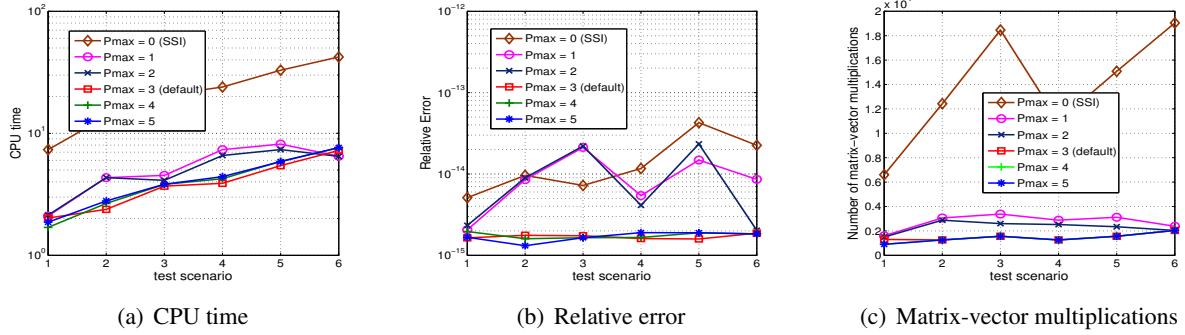 10^2
10^1
10^0
CPU time
Pmax = 0 (SSI)
Pmax = 1
Pmax = 2
Pmax = 3 (default)
Pmax = 4
Pmax = 5
1 2 3 4 5 6
test scenario
(a) CPU time
10^-12
10^-13
10^-14
10^-15
Relative Error
Pmax = 0 (SSI)
Pmax = 1
Pmax = 2
Pmax = 3 (default)
Pmax = 4
Pmax = 5
1 2 3 4 5 6
test scenario
(b) Relative error
2
1.8
1.6
1.4
1.2
1
0.8
0.6
0.4
0.2
0
Number of matrix-vector multiplications
Pmax = 0 (SSI)
Pmax = 1
Pmax = 2
Pmax = 3 (default)
Pmax = 4
Pmax = 5
1 2 3 4 5 6
test scenario
(c) Matrix-vector multiplications